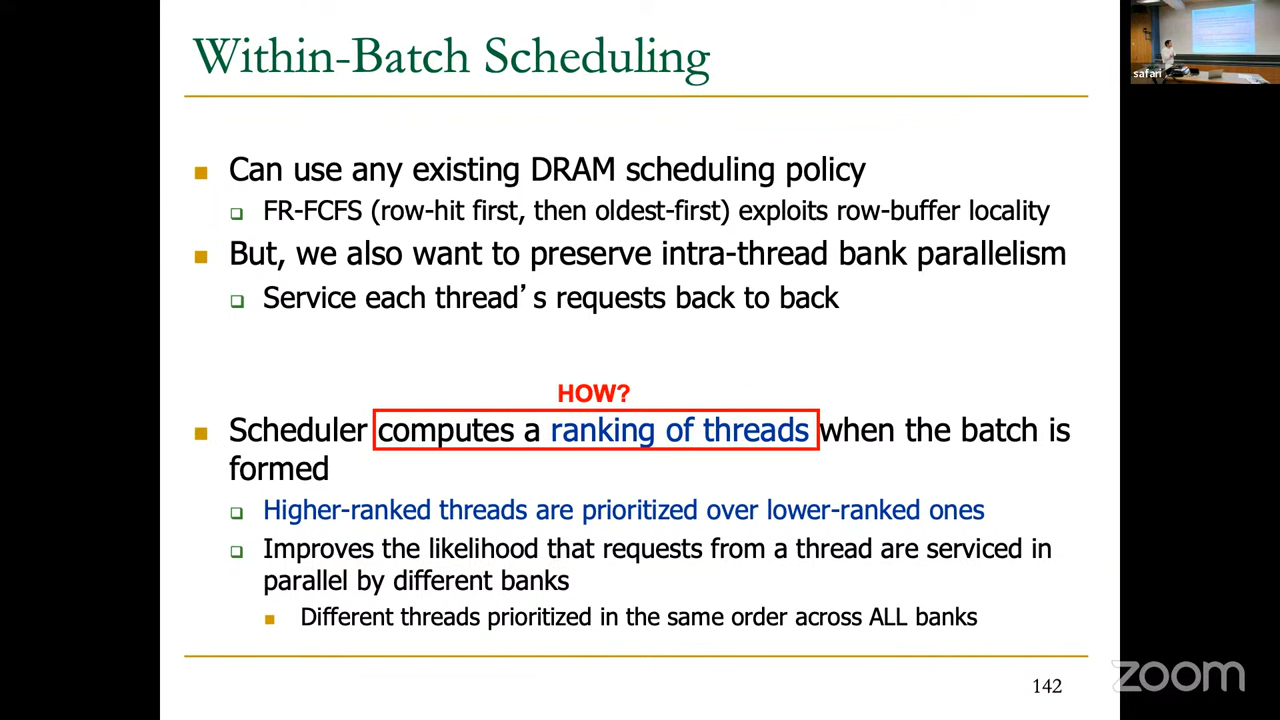 Within-Batch Scheduling
safari
Can use any existing DRAM scheduling policy
FR-FCFS (row-hit first, then oldest-first) exploits row-buffer locality
But, we also want to preserve intra-thread bank parallelism
Service each thread’s requests back to back
HOW?
Scheduler computes a ranking of threads when the batch is
formed
Higher-ranked threads are prioritized over lower-ranked ones
Improves the likelihood that requests from a thread are serviced in
parallel by different banks
Different threads prioritized in the same order across ALL banks
142
zoom